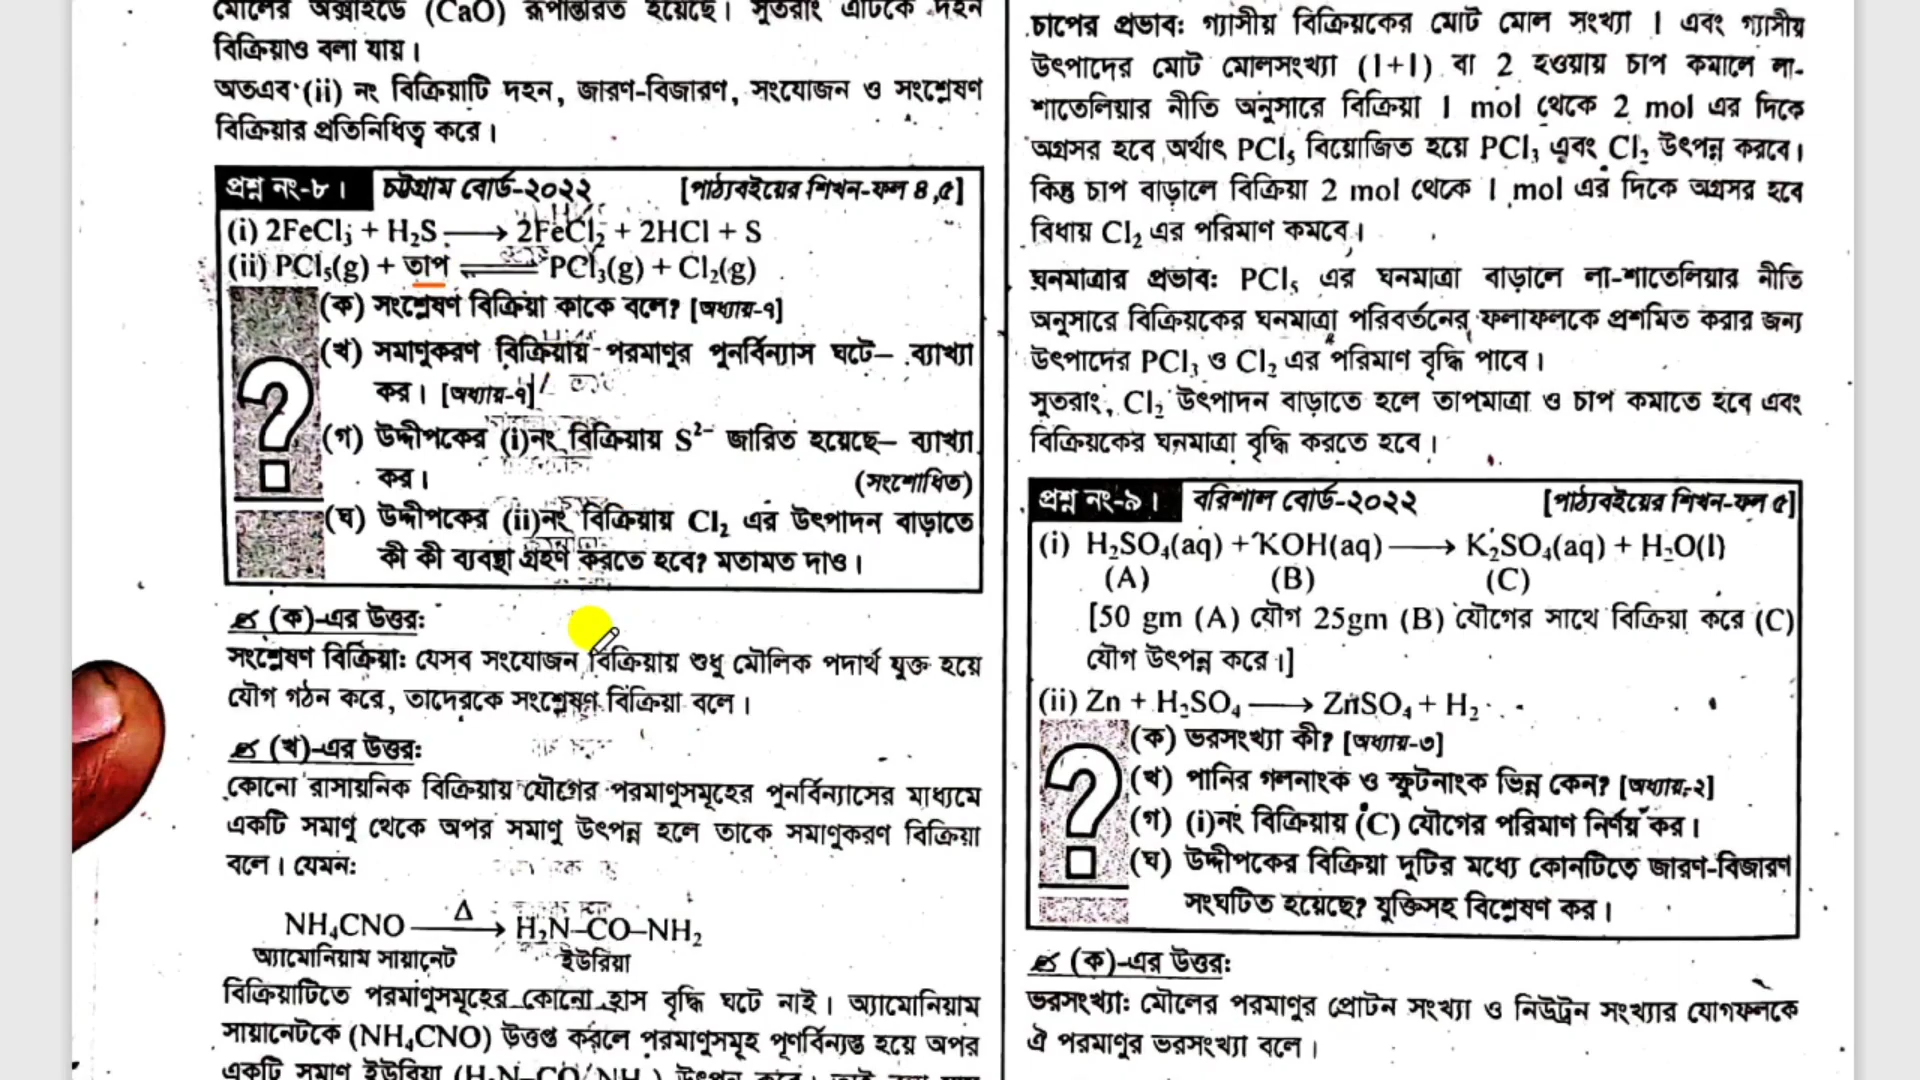 মৌলের অক্সাইডে (CaO) রূপান্তরিত হয়েছে। সুতরাং এটিকে দহন
বিক্রিয়াও বলা যায়।
অতএব (ii) নং বিক্রিয়াটি দহন, জারণ-বিজারণ, সংযোজন ও সংশ্লেষণ
বিক্রিয়ার প্রতিনিধিত্ব করে।
প্রশ্ন নং-৮। চট্টগ্রাম বোর্ড-২০২২ [পাঠ্যবইয়ের শিখন-ফল ৪,৫]
(i) 2FeCl₃ + H₂S ⟶ 2FeCl₂ + 2HCl + S
(ii) PCl₅(g) + তাপ ⇌ PCl₃(g) + Cl₂(g)
(ক) সংশ্লেষণ বিক্রিয়া কাকে বলে? [অধ্যায়-৭]
(খ) সমাণুকরণ বিক্রিয়ায় পরমাণুর পুনর্বিন্যাস ঘটে– ব্যাখ্যা
কর। [অধ্যায়-৭]
(গ) উদ্দীপকের (i)নং বিক্রিয়ায় S²⁻ জারিত হয়েছে– ব্যাখ্যা
কর। (সংশোধিত)
(ঘ) উদ্দীপকের (ii)নং বিক্রিয়ায় Cl₂ এর উৎপাদন বাড়াতে
কী কী ব্যবস্থা গ্রহণ করতে হবে? মতামত দাও।
?
(ক)-এর উত্তর:
সংশ্লেষণ বিক্রিয়া: যেসব সংযোজন বিক্রিয়ায় শুধু মৌলিক পদার্থ যুক্ত হয়ে
যৌগ গঠন করে, তাদেরকে সংশ্লেষণ বিক্রিয়া বলে।
(খ)-এর উত্তর:
কোনো রাসায়নিক বিক্রিয়ায় যৌগের পরমাণুসমূহের পুনর্বিন্যাসের মাধ্যমে
একটি সমাণু থেকে অপর সমাণু উৎপন্ন হলে তাকে সমাণুকরণ বিক্রিয়া
বলে। যেমন:
NH₄CNO —Δ⟶ H₂N–CO–NH₂
অ্যামোনিয়াম সায়ানেট ইউরিয়া
বিক্রিয়াটিতে পরমাণুসমূহের কোনো হ্রাস বৃদ্ধি ঘটে নাই। অ্যামোনিয়াম
সায়ানেটকে (NH₄CNO) উত্তপ্ত করলে পরমাণুসমূহ পূণর্বিন্যস্ত হয়ে অপর
একটি সমাণু ইউরিয়া (H₂N–CO–NH₂) উৎপন্ন করে।
চাপের প্রভাব: গ্যাসীয় বিক্রিয়কের মোট মোল সংখ্যা 1 এবং গ্যাসীয়
উৎপাদের মোট মোলসংখ্যা (1+1) বা 2 হওয়ায় চাপ কমালে লা-
শাতেলিয়ার নীতি অনুসারে বিক্রিয়া 1 mol থেকে 2 mol এর দিকে
অগ্রসর হবে অর্থাৎ PCl₅ বিয়োজিত হয়ে PCl₃ এবং Cl₂ উৎপন্ন করবে।
কিন্তু চাপ বাড়ালে বিক্রিয়া 2 mol থেকে 1 mol এর দিকে অগ্রসর হবে
বিধায় Cl₂ এর পরিমাণ কমবে।
ঘনমাত্রার প্রভাব: PCl₅ এর ঘনমাত্রা বাড়ালে লা-শাতেলিয়ার নীতি
অনুসারে বিক্রিয়কের ঘনমাত্রা পরিবর্তনের ফলাফলকে প্রশমিত করার জন্য
উৎপাদের PCl₃ ও Cl₂ এর পরিমাণ বৃদ্ধি পাবে।
সুতরাং, Cl₂ উৎপাদন বাড়াতে হলে তাপমাত্রা ও চাপ কমাতে হবে এবং
বিক্রিয়কের ঘনমাত্রা বৃদ্ধি করতে হবে।
প্রশ্ন নং-৯। বরিশাল বোর্ড-২০২২ [পাঠ্যবইয়ের শিখন-ফল ৫]
(i) H₂SO₄(aq) + KOH(aq) ⟶ K₂SO₄(aq) + H₂O(l)
(A) (B) (C)
[50 gm (A) যৌগ 25gm (B) যৌগের সাথে বিক্রিয়া করে (C)
যৌগ উৎপন্ন করে।]
(ii) Zn + H₂SO₄ ⟶ ZnSO₄ + H₂
(ক) ভরসংখ্যা কী? [অধ্যায়-৩]
(খ) পানির গলনাংক ও স্ফুটনাংক ভিন্ন কেন? [অধ্যায়-২]
(গ) (i)নং বিক্রিয়ায় (C) যৌগের পরিমাণ নির্ণয় কর।
(ঘ) উদ্দীপকের বিক্রিয়া দুটির মধ্যে কোনটিতে জারণ-বিজারণ
সংঘটিত হয়েছে? যুক্তিসহ বিশ্লেষণ কর।
?
(ক)-এর উত্তর:
ভরসংখ্যা: মৌলের পরমাণুর প্রোটন সংখ্যা ও নিউট্রন সংখ্যার যোগফলকে
ঐ পরমাণুর ভরসংখ্যা বলে।